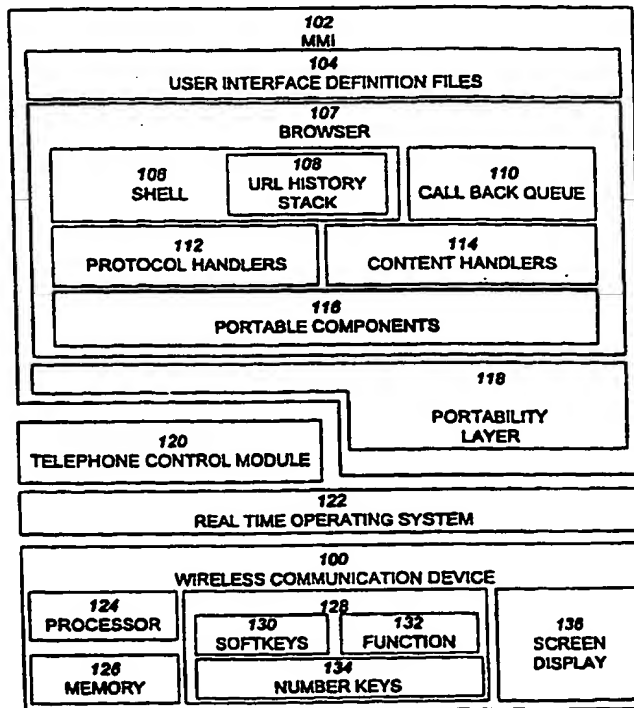 102
MMI
104
USER INTERFACE DEFINITION FILES
107
BROWSER
106
SHELL
108
URL HISTORY
STACK
110
CALL BACK QUEUE
112
PROTOCOL HANDLERS
114
CONTENT HANDLERS
116
PORTABLE COMPONENTS
118
PORTABILITY
LAYER
120
TELEPHONE CONTROL MODULE
122
REAL TIME OPERATING SYSTEM
100
WIRELESS COMMUNICATION DEVICE
124
PROCESSOR
126
MEMORY
128
130
SOFTKEYS
132
FUNCTION
134
NUMBER KEYS
136
SCREEN
DISPLAY